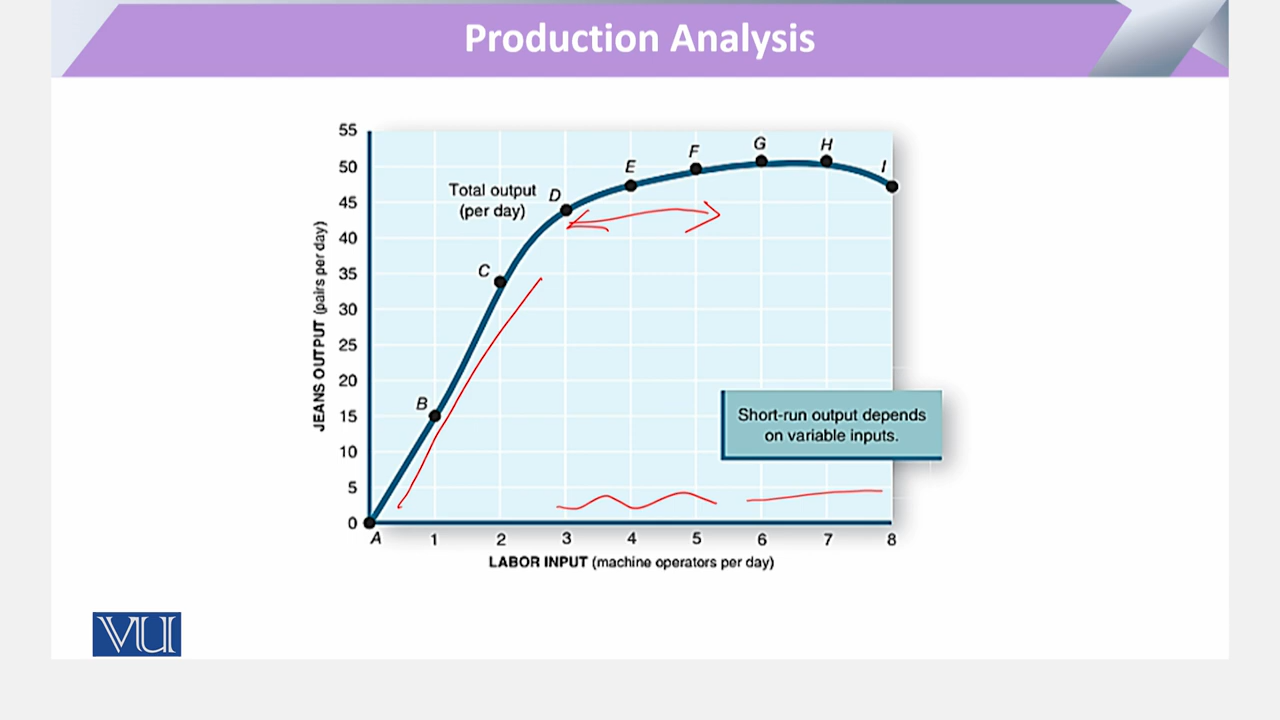 Production Analysis
55
50
45
40
35
30
25
20
15
10
5
0
JEANS OUTPUT (pairs per day)
Total output
(per day)
A
B
C
D
E
F
G
H
I
Short-run output depends
on variable inputs.
1 2 3 4 5 6 7 8
LABOR INPUT (machine operators per day)
VU